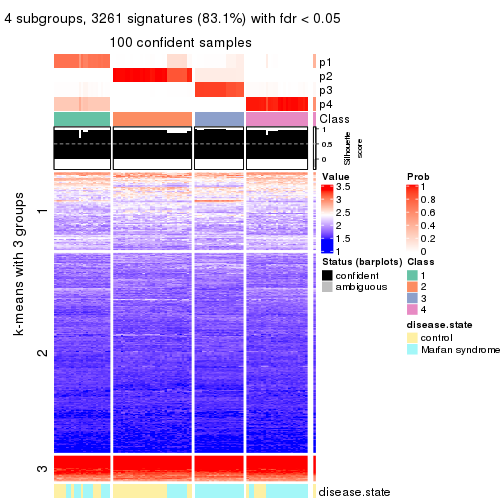 4 subgroups, 3261 signatures (83.1%) with fdr < 0.05
100 confident samples
p1
p2
p3
p4
Class
1
0.5
0
Silhouette
score
k-means with 3 groups
1
2
3
disease.state
Value
3.5
3
2.5
2
1.5
1
Prob
1
0.8
0.6
0.4
0.2
0
Status (barplots)
confident
ambiguous
Class
1
2
3
4
disease.state
control
Marfan syndrome